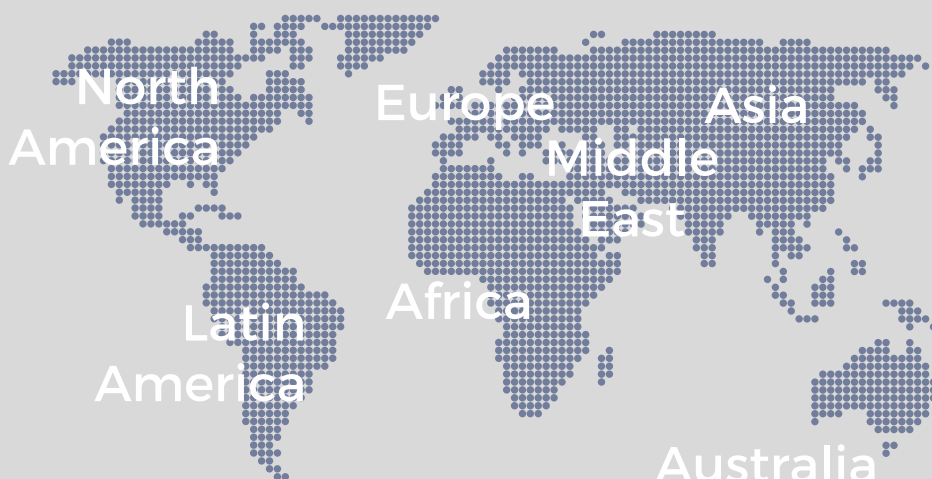 North
America
Europe
Asia
Middle
East
Africa
Latin
America
Australia